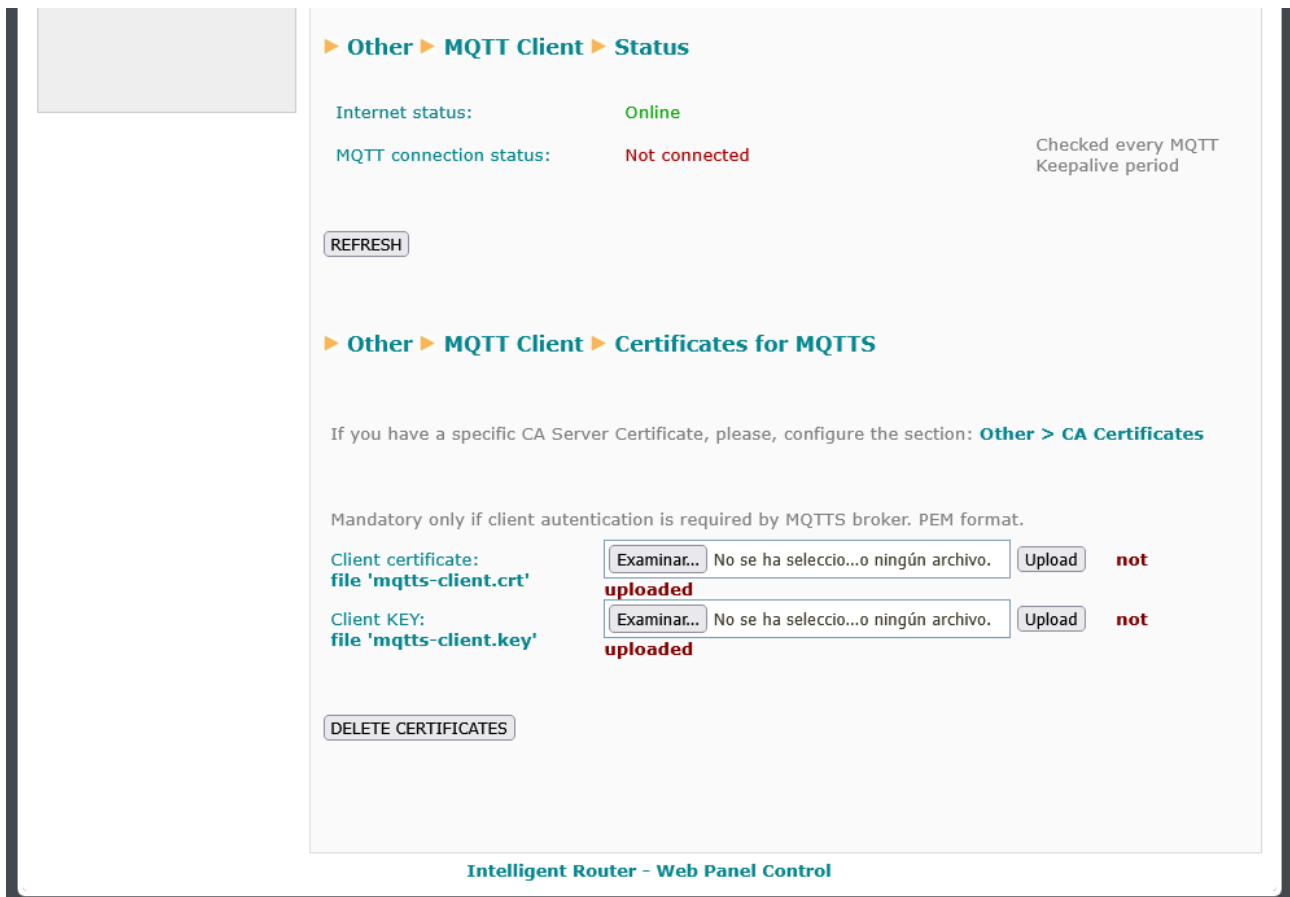 Other MQTT Client Status
Internet status: Online
MQTT connection status: Not connected
Checked every MQTT
Keepalive period
REFRESH
Other MQTT Client Certificates for MQTTS
If you have a specific CA Server Certificate, please, configure the section: Other > CA Certificates
Mandatory only if client autentication is required by MQTTS broker. PEM format.
Client certificate:
file 'mqtts-client.crt'
Examinar... No se ha seleccio...o ningún archivo. Upload not
uploaded
Client KEY:
file 'mqtts-client.key'
Examinar... No se ha seleccio...o ningún archivo. Upload not
uploaded
DELETE CERTIFICATES
Intelligent Router - Web Panel Control